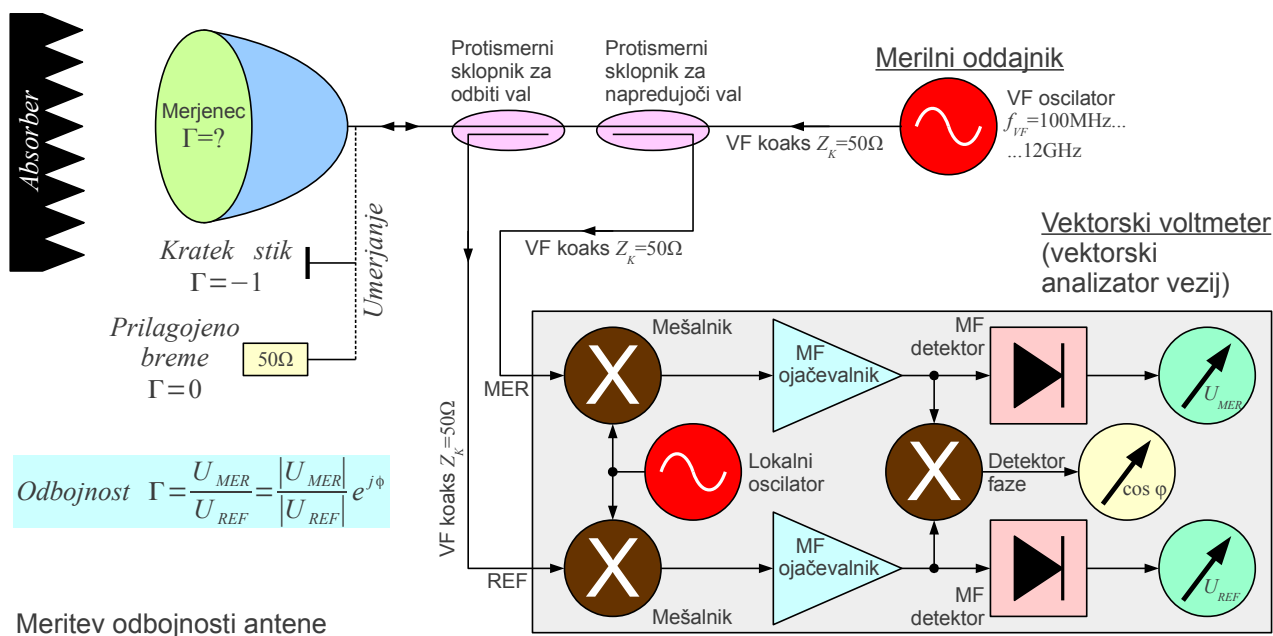 Absorber
Merjenec
Γ=?
Protismerni
sklopnik za
odbiti val
Protismerni
sklopnik za
napredujoči val
Merilni oddajnik
VF oscilator
f_VF=100MHz...
...12GHz
VF koaks Z_K=50Ω
VF koaks Z_K=50Ω
Umerjanje
Kratek stik
Γ=−1
Prilagojeno
breme
Γ=0
50Ω
Vektorski voltmeter
(vektorski
analizator vezij)
MER
Mešalnik
X
MF
ojačevalnik
MF
detektor
U_MER
VF koaks Z_K=50Ω
Lokalni
oscilator
X
Detektor
faze
cos φ
Odbojnost Γ=U_MER/U_REF=|U_MER|/|U_REF| e^jϕ
REF
X
Mešalnik
MF
ojačevalnik
MF
detektor
U_REF
Meritev odbojnosti antene